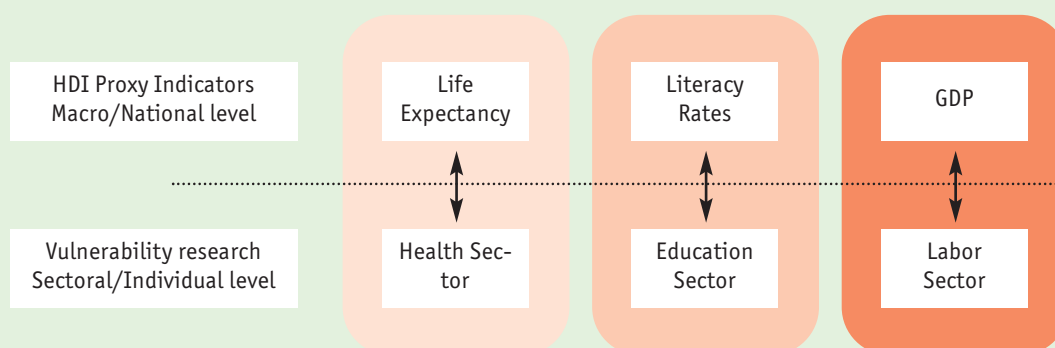 HDI Proxy Indicators
Macro/National level
Life
Expectancy
Literacy
Rates
GDP
Vulnerability research
Sectoral/Individual level
Health Sec-
tor
Education
Sector
Labor
Sector